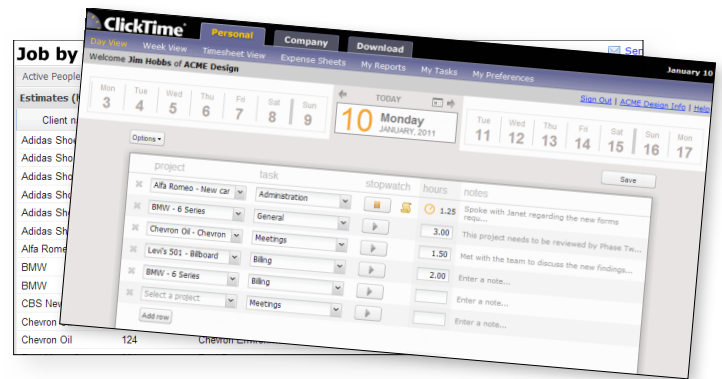 Job by
Active People
Estimates (
Client na
Adidas Sho
Adidas Sho
Adidas Sho
Adidas Sho
Adidas Sho
Adidas Sho
Alfa Rome
BMW
BMW
CBS New
Chevron
Chevron Oil 124
ClickTime
Personal Company Download
January 10
Day View Week View Timesheet View Expense Sheets My Reports My Tasks My Preferences
Welcome Jim Hobbs of ACME Design
Sign Out | ACME Design Info | Help
Mon Tue Wed Thu Fri Sat Sun
3 4 5 6 7 8 9
TODAY
10 Monday
JANUARY, 2011
Tue Wed Thu Fri Sat Sun Mon
11 12 13 14 15 16 17
Options
Save
project task stopwatch hours notes
Alfa Romeo - New car Administration 1.25 Spoke with Janet regarding the new forms requ...
BMW - 6 Series General 3.00 This project needs to be reviewed by Phase Tw...
Chevron Oil - Chevron Meetings 1.50 Met with the team to discuss the new findings...
Levi's 501 - Billboard Billing 2.00 Enter a note...
BMW - 6 Series Billing Enter a note...
Select a project Meetings Enter a note...
Add row